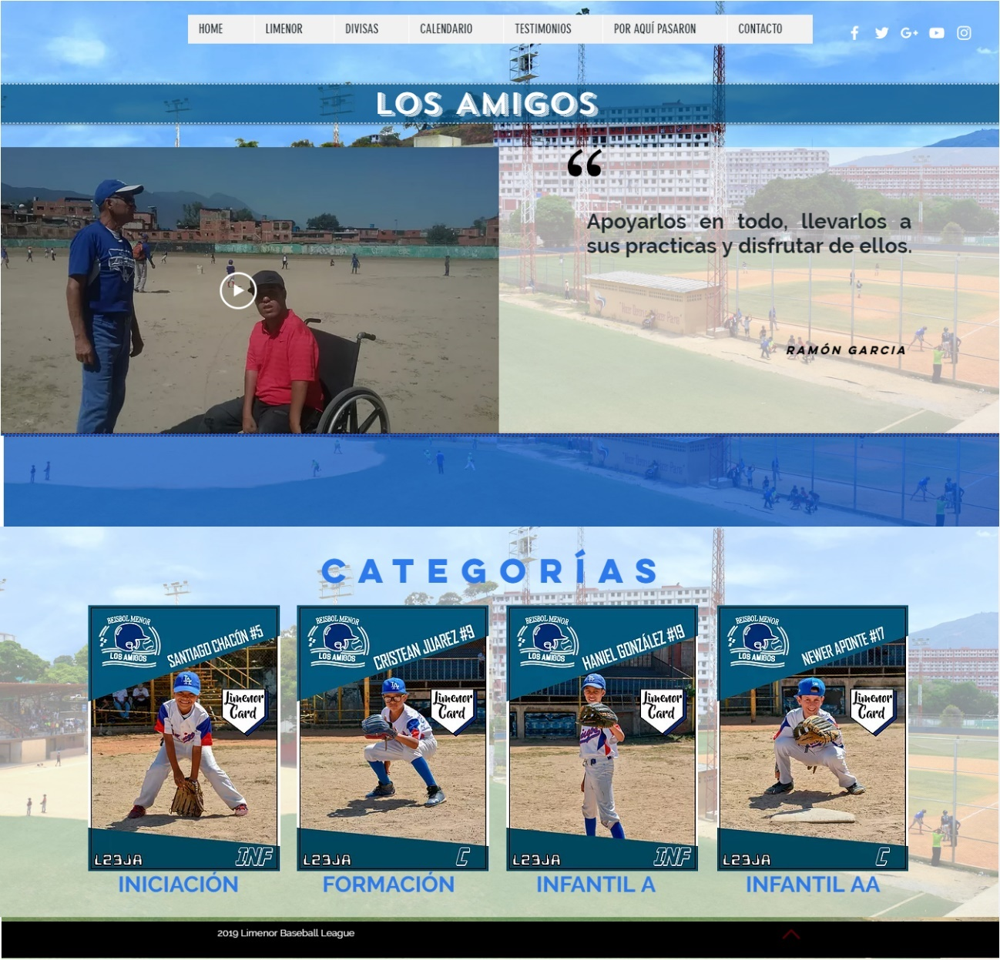 HOME
LIMENOR
DIVISAS
CALENDARIO
TESTIMONIOS
POR AQUÍ PASARON
CONTACTO
LOS AMIGOS
“
Apoyarlos en todo, llevarlos a
sus practicas y disfrutar de ellos.
RAMÓN GARCIA
CATEGORÍAS
BEISBOL MENOR
LOS AMIGOS
SANTIAGO CHACÓN #5
LA
Limenor
Card
L23JA
INF
INICIACIÓN
BEISBOL MENOR
LOS AMIGOS
CRISTEAN JUAREZ #9
LA
Limenor
Card
L23JA
C
FORMACIÓN
BEISBOL MENOR
LOS AMIGOS
HANIEL GONZÁLEZ #19
Limenor
Card
L23JA
INF
INFANTIL A
BEISBOL MENOR
LOS AMIGOS
NEWER APONTE #17
Limenor
Card
L23JA
C
INFANTIL AA
2019 Limenor Baseball League